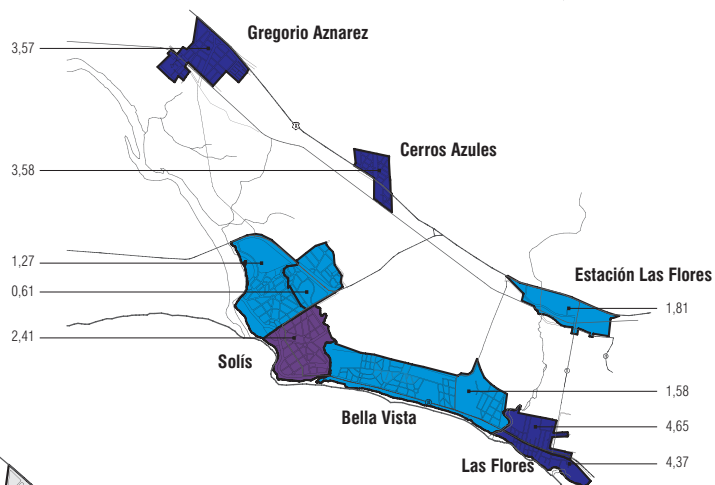 Gregorio Aznarez
3,57
Cerros Azules
3,58
1,27
Estación Las Flores
0,61
1,81
2,41
Solís
1,58
Bella Vista
4,65
Las Flores
4,37